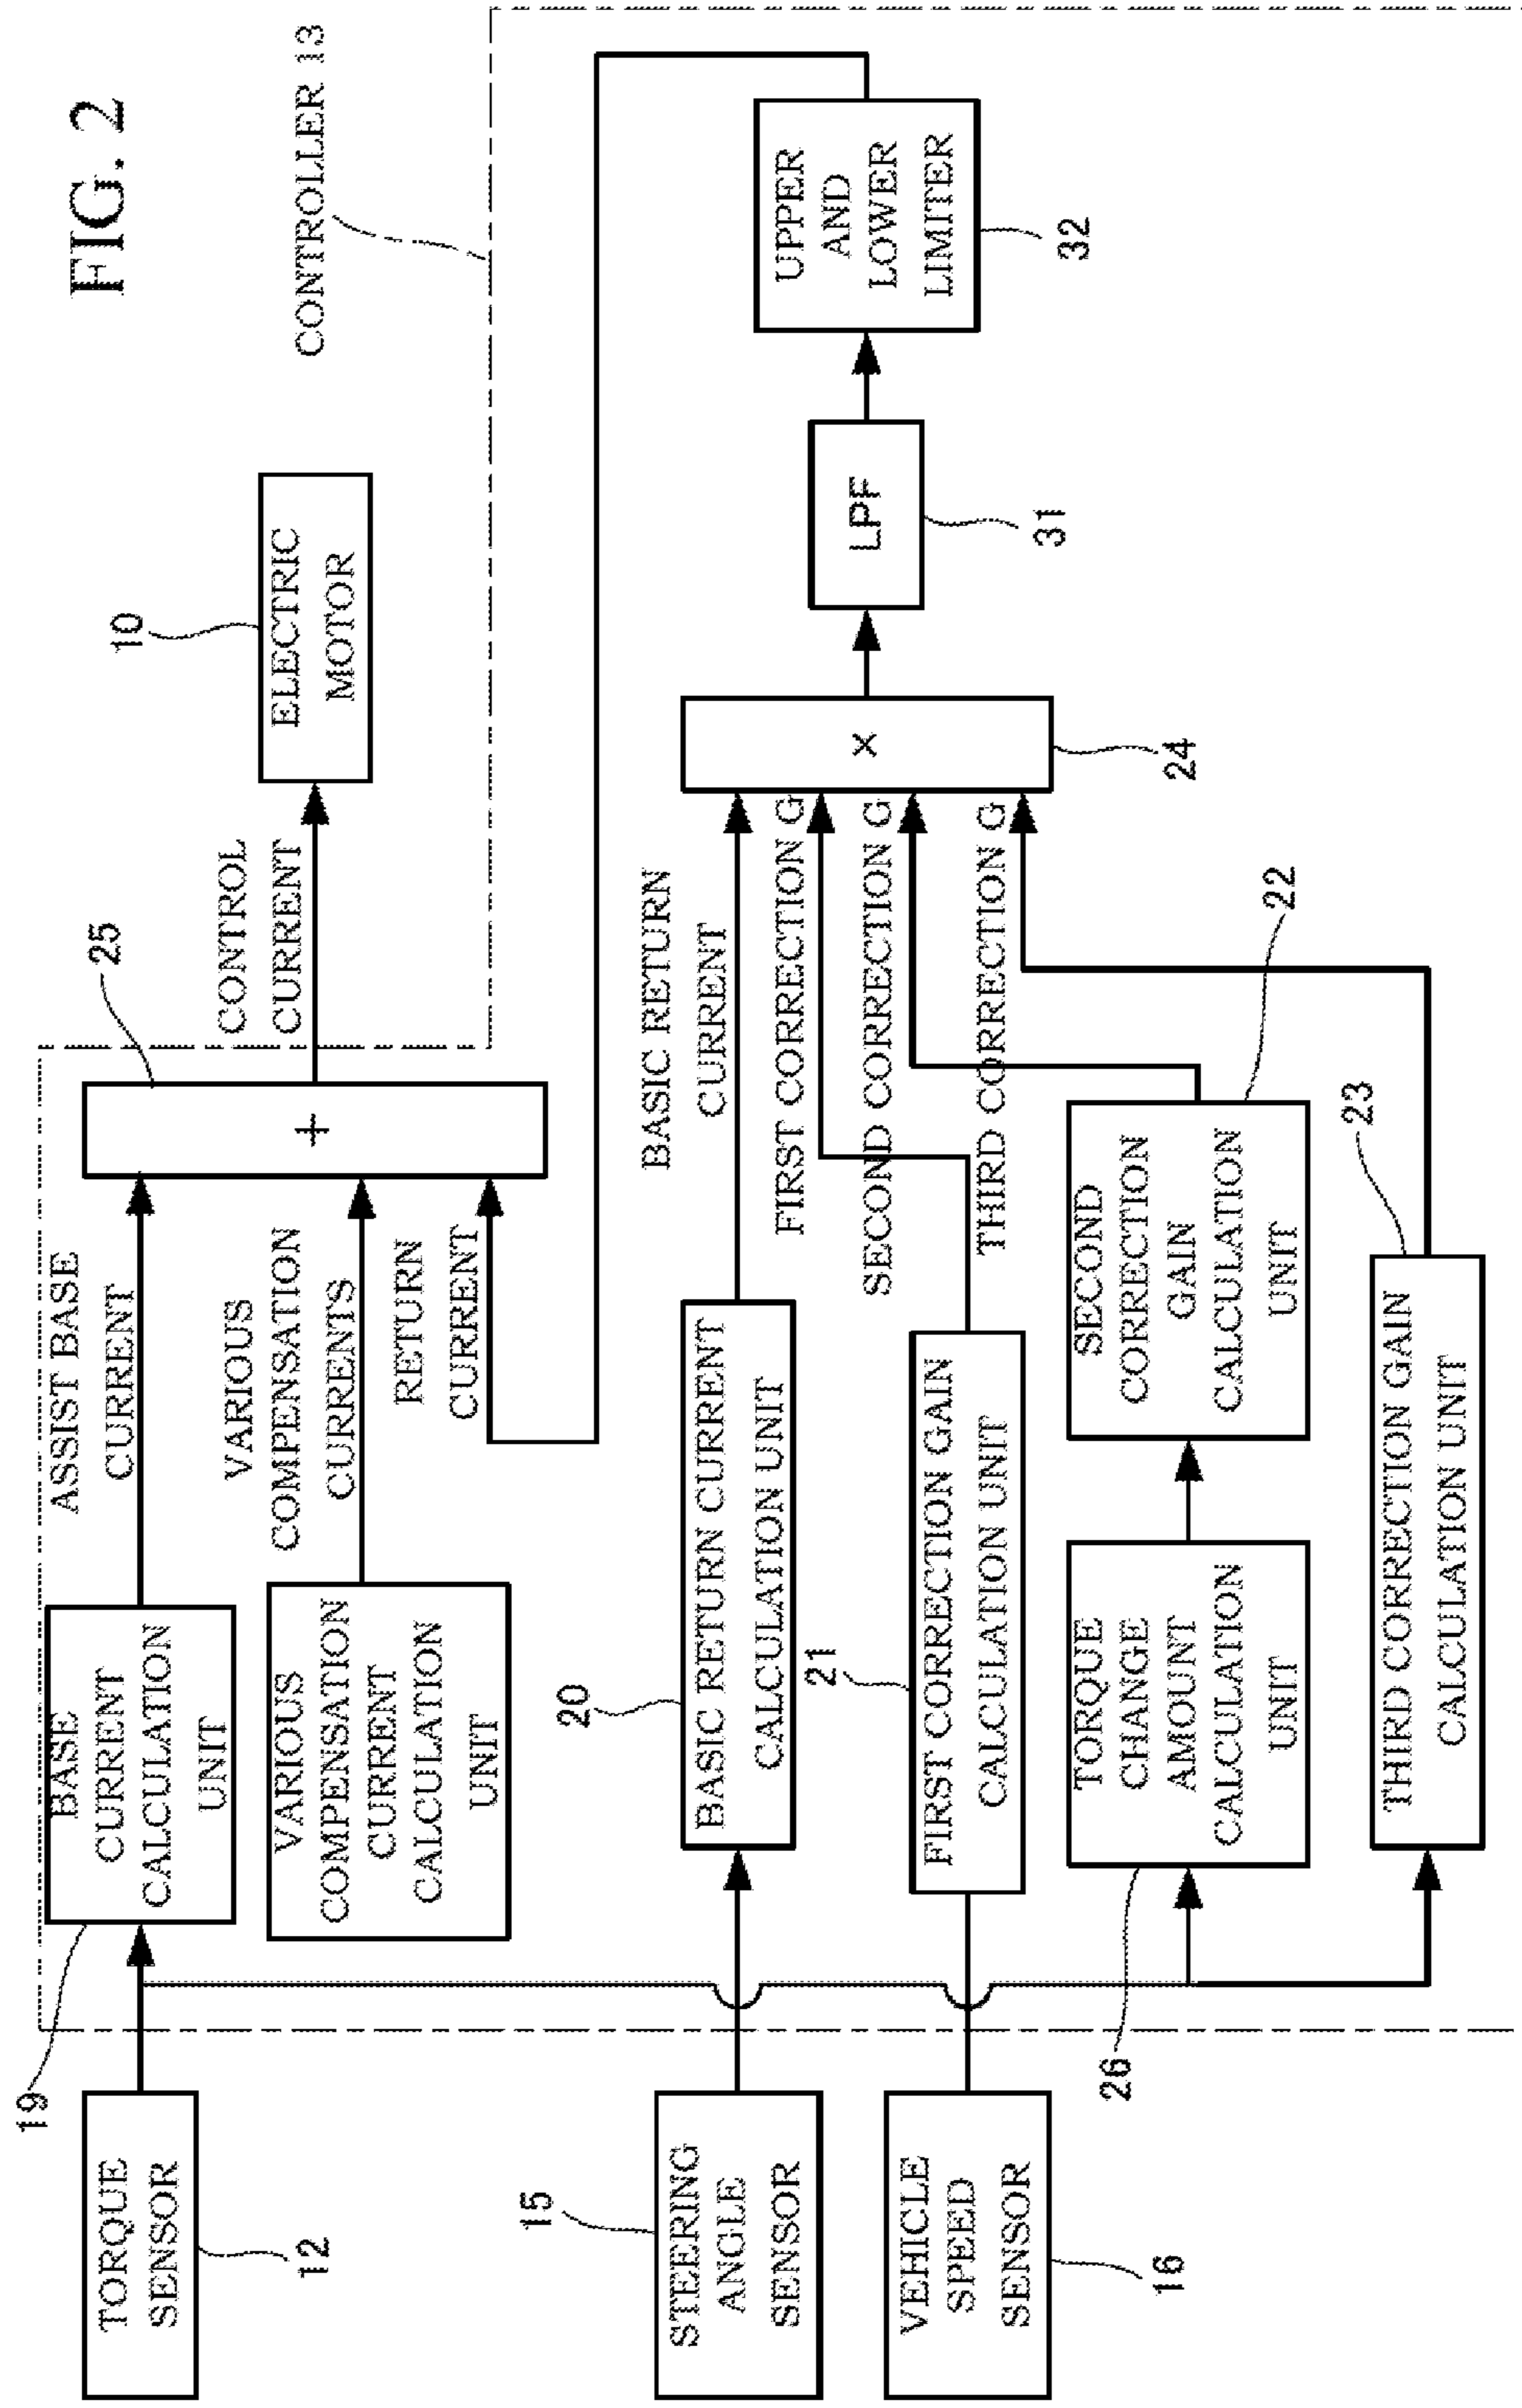 FIG. 2
CONTROLLER 13
19
BASE
CURRENT
CALCULATION
UNIT
ASSIST BASE
CURRENT
25
+
CONTROL
CURRENT
10
ELECTRIC
MOTOR
TORQUE
SENSOR
12
VARIOUS
COMPENSATION
CURRENT
CALCULATION
UNIT
VARIOUS
COMPENSATION
CURRENTS
RETURN
CURRENT
15
STEERING
ANGLE
SENSOR
20
BASIC RETURN CURRENT
CALCULATION UNIT
BASIC RETURN
CURRENT
VEHICLE
SPEED
SENSOR
16
21
FIRST CORRECTION GAIN
CALCULATION UNIT
FIRST CORRECTION G
SECOND CORRECTION G
THIRD CORRECTION G
×
24
LPF
31
UPPER
AND
LOWER
LIMITER
32
26
TORQUE
CHANGE
AMOUNT
CALCULATION
UNIT
SECOND
CORRECTION
GAIN
CALCULATION
UNIT
22
23
THIRD CORRECTION GAIN
CALCULATION UNIT